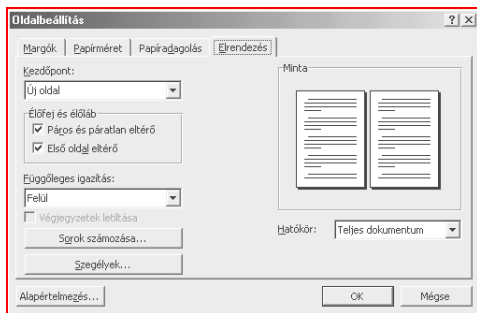 Oldalbeállítás
Margók Papírméret Papíradagolás Elrendezés
Kezdőpont:
Új oldal
Élőfej és élőláb
Páros és páratlan eltérő
Első oldal eltérő
Függőleges igazítás:
Felül
Végjegyzetek letiltása
Sorok számozása...
Szegélyek...
Minta
Hatókör: Teljes dokumentum
Alapértelmezés... OK Mégse